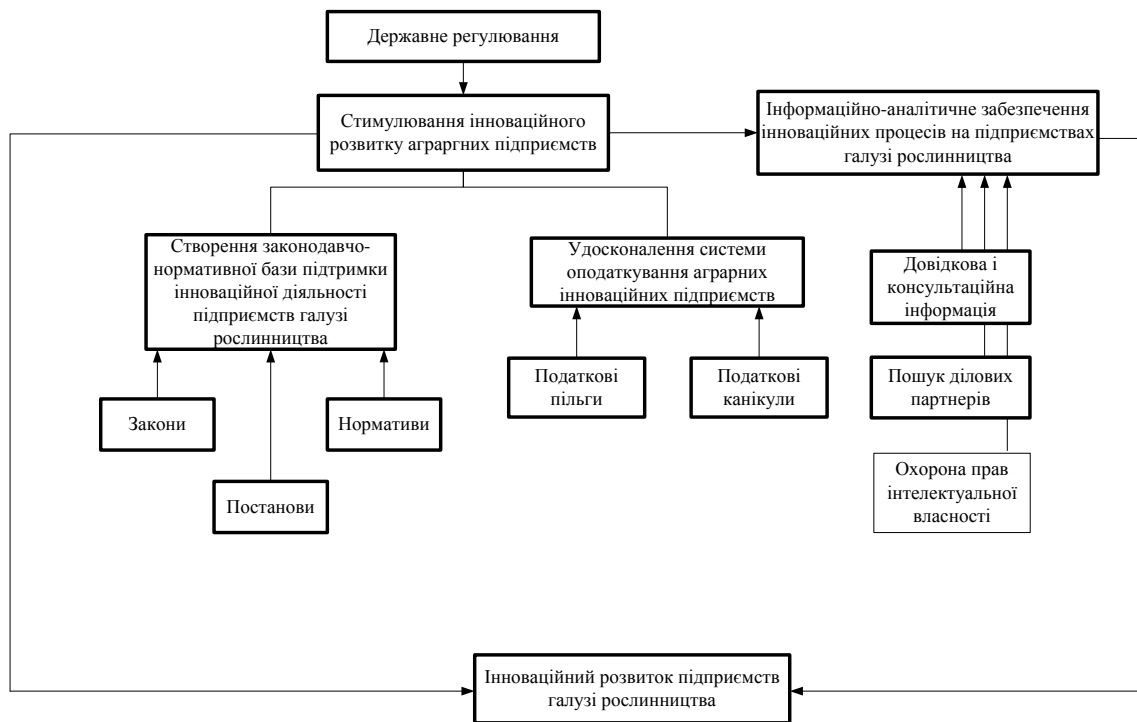 Державне регулювання
Стимулювання інноваційного
розвитку аграргних підприємств
Інформаційно-аналітичне забезпечення
інноваційних процесів на підприємствах
галузі рослинництва
Створення законодавчо-
нормативної бази підтримки
інноваційної діяльності
підприємств галузі
рослинництва
Удосконалення системи
оподаткування аграрних
інноваційних підприємств
Довідкова і
консультаційна
інформація
Закони
Нормативи
Податкові
пільги
Податкові
канікули
Пошук ділових
партнерів
Постанови
Охорона прав
інтелектуальної
власності
Інноваційний розвиток підприємств
галузі рослинництва